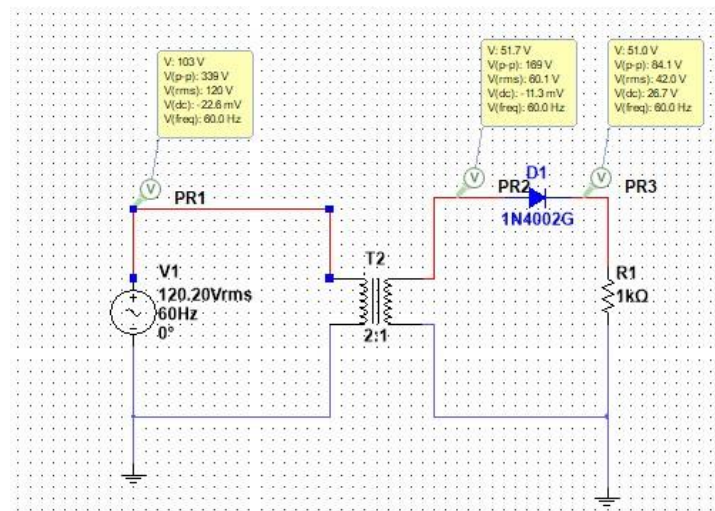 V: 103 V
V(p-p): 339 V
V(rms): 120 V
V(dc): -22.6 mV
V(freq): 60.0 Hz
V: 51.7 V
V(p-p): 169 V
V(rms): 60.1 V
V(dc): -11.3 mV
V(freq): 60.0 Hz
V: 51.0 V
V(p-p): 84.1 V
V(rms): 42.0 V
V(dc): 26.7 V
V(freq): 60.0 Hz
V
PR1
V
PR2
D1
1N4002G
V
PR3
V1
120.20Vrms
60Hz
0°
T2
2:1
R1
1kΩ